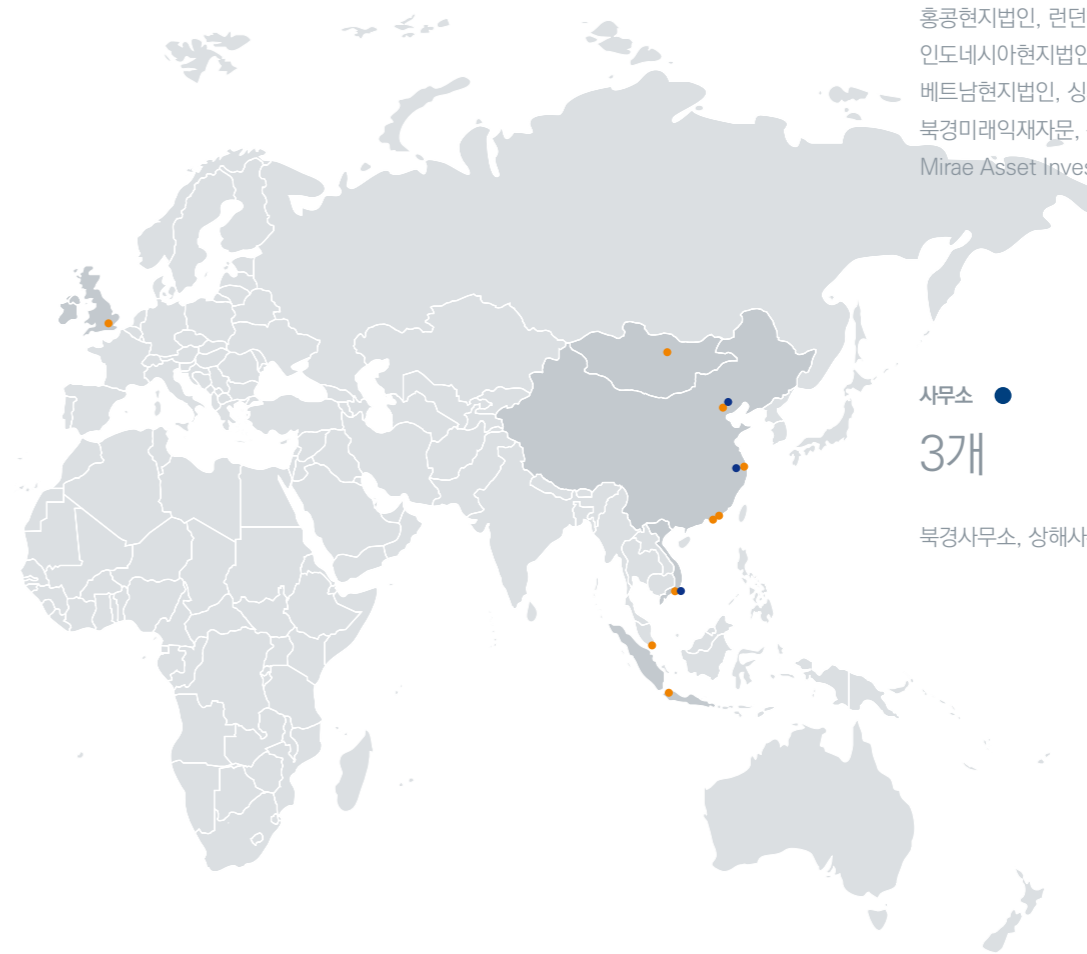 홍콩현지법인, 런던
인도네시아현지법인
베트남현지법인, 싱
북경미래익재자문,
Mirae Asset Inves
사무소
3개
북경사무소, 상해사